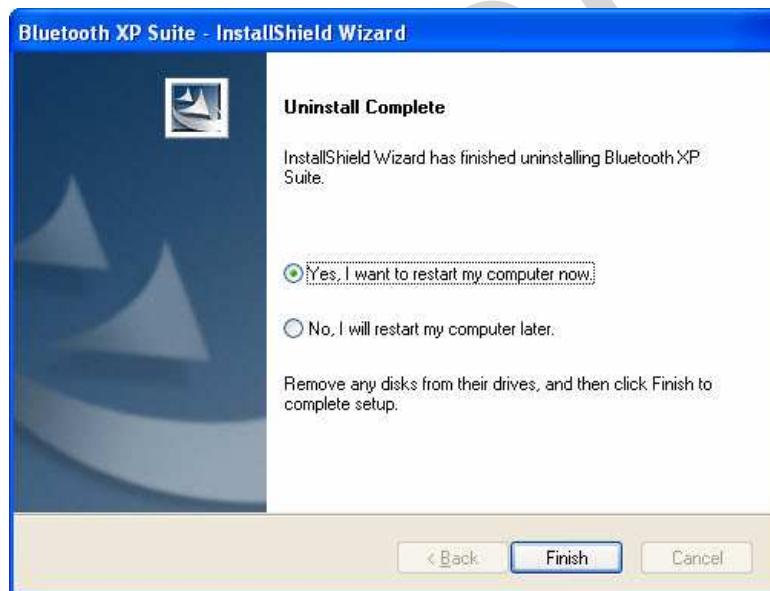 Bluetooth XP Suite - InstallShield Wizard
Uninstall Complete
InstallShield Wizard has finished uninstalling Bluetooth XP
Suite.
Yes, I want to restart my computer now.
No, I will restart my computer later.
Remove any disks from their drives, and then click Finish to
complete setup.
< Back Finish Cancel